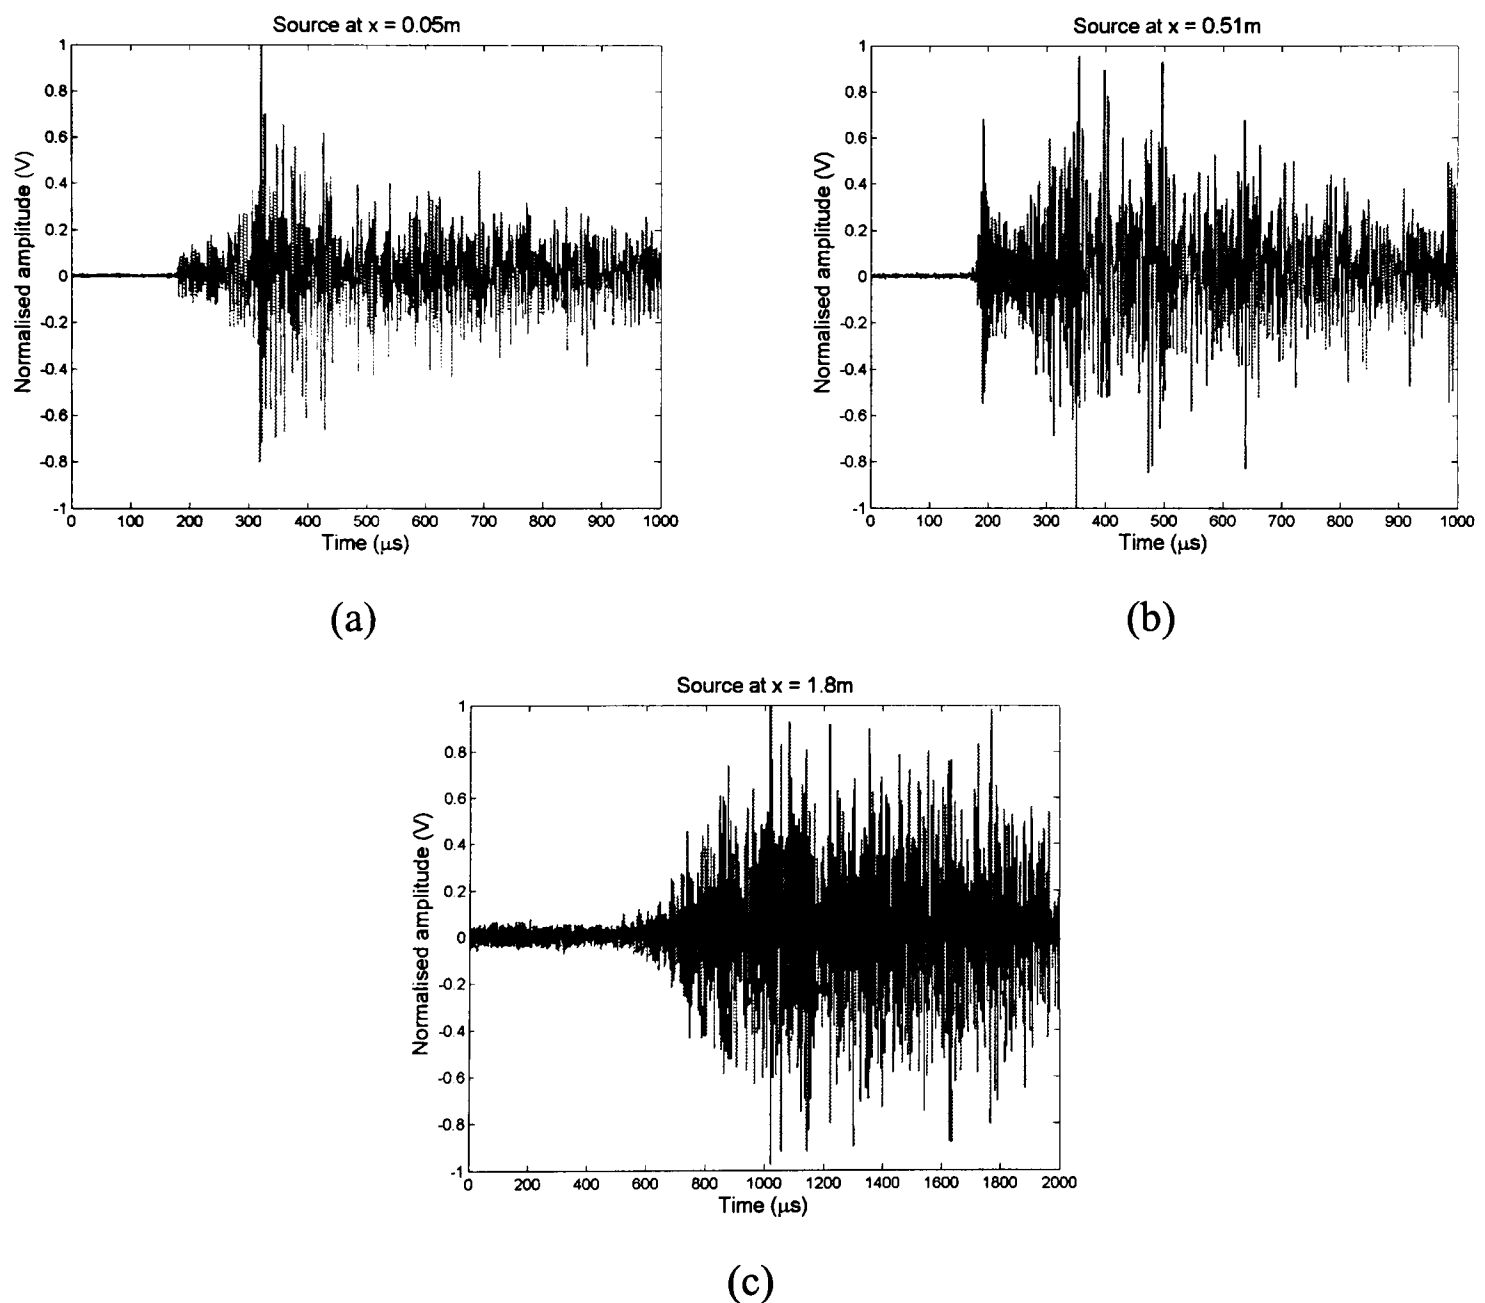 Source at x = 0.05m
1
0.8
0.6
0.4
0.2
0
-0.2
-0.4
-0.6
-0.8
-1
Normalised amplitude (V)
0 100 200 300 400 500 600 700 800 900 1000
Time (μs)
(a)
Source at x = 0.51m
1
0.8
0.6
0.4
0.2
0
-0.2
-0.4
-0.6
-0.8
-1
Normalised amplitude (V)
0 100 200 300 400 500 600 700 800 900 1000
Time (μs)
(b)
Source at x = 1.8m
1
0.8
0.6
0.4
0.2
0
-0.2
-0.4
-0.6
-0.8
-1
Normalised amplitude (V)
0 200 400 600 800 1000 1200 1400 1600 1800 2000
Time (μs)
(c)